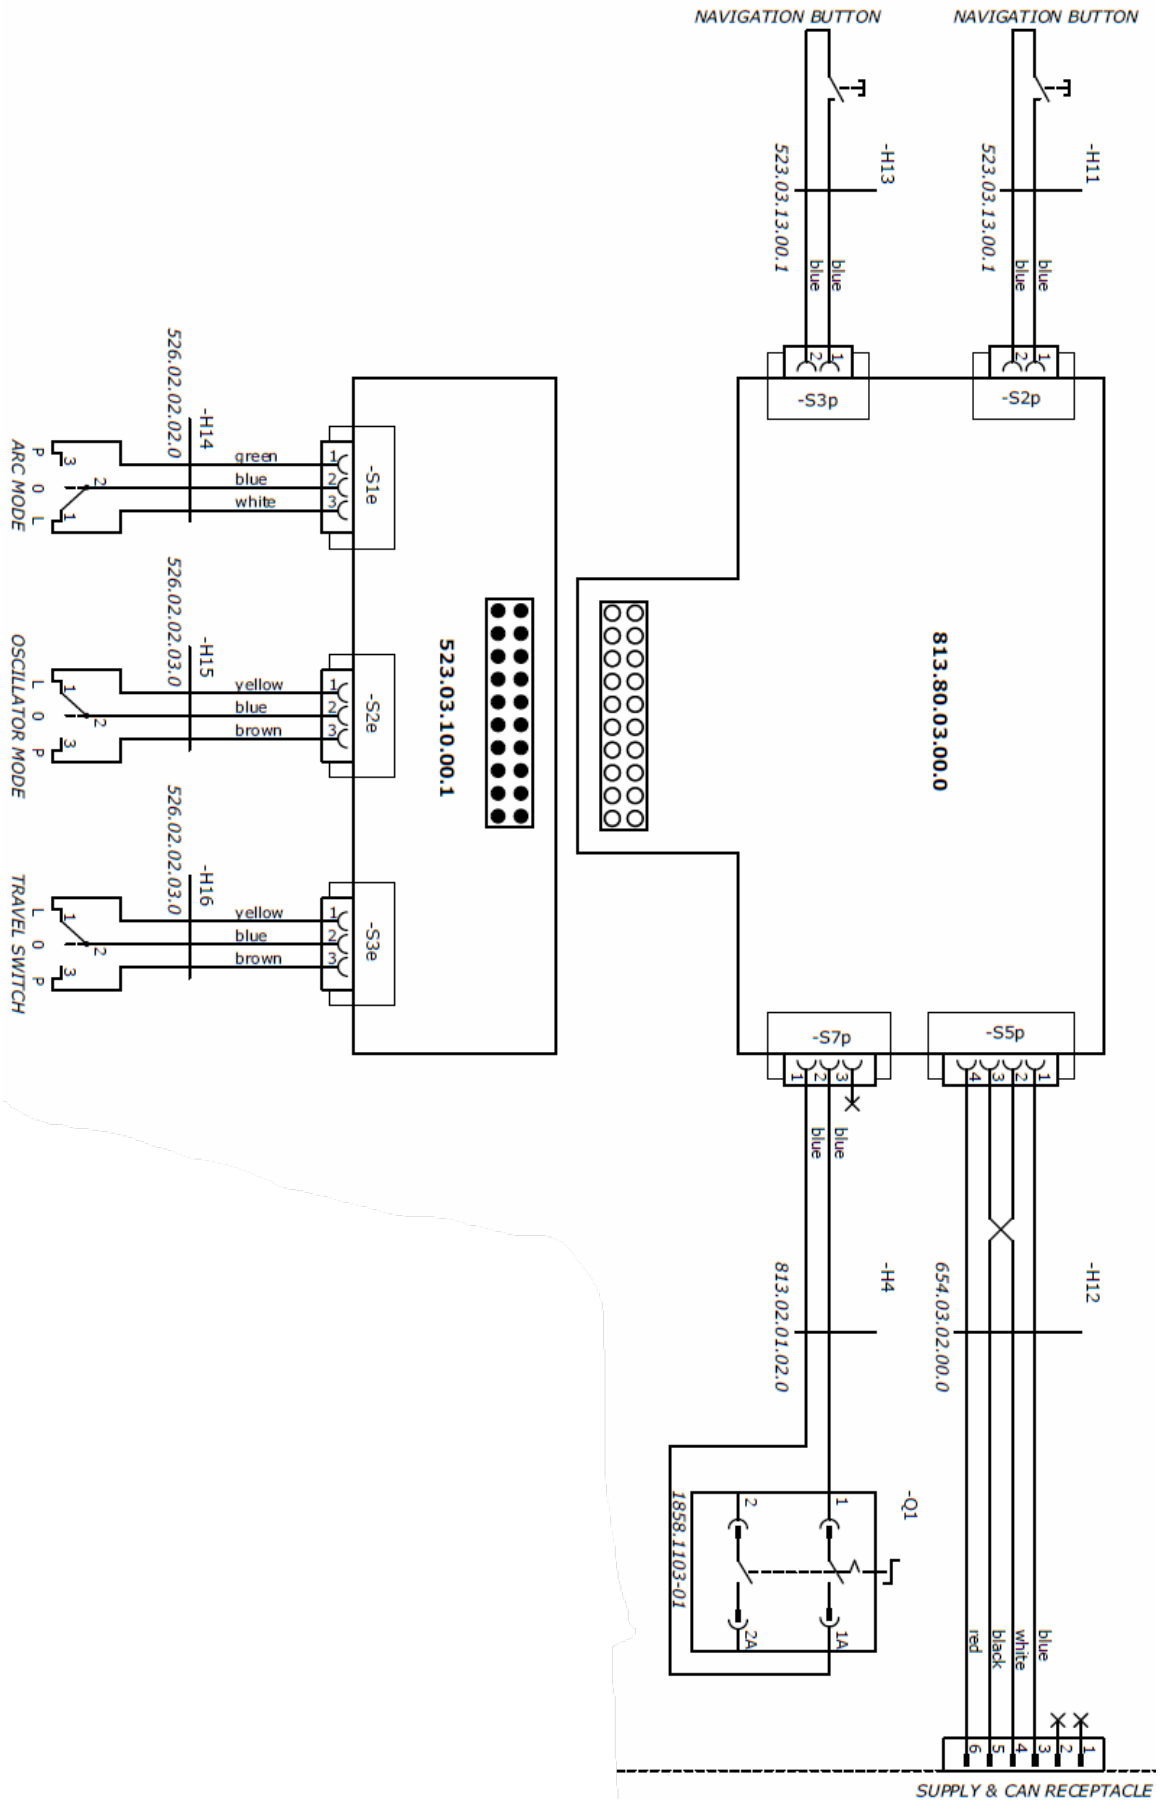 NAVIGATION BUTTON
NAVIGATION BUTTON
-H13
523.03.13.00.1
blue
blue
1
2
-S3p
-H11
523.03.13.00.1
blue
blue
1
2
-S2p
813.80.03.00.0
523.03.10.00.1
-H14
526.02.02.02.0
green
blue
white
1
2
3
-S1e
3
2
1
P
0
L
ARC MODE
-H15
526.02.02.03.0
yellow
blue
brown
1
2
3
-S2e
1
2
3
L
0
P
OSCILLATOR MODE
-H16
526.02.02.03.0
yellow
blue
brown
1
2
3
-S3e
1
2
3
L
0
P
TRAVEL SWITCH
-S7p
1
2
3
blue
blue
-H4
813.02.01.02.0
-S5p
4
3
2
1
-H12
654.03.02.00.0
-Q1
1858.1103-01
2
1
2A
1A
red
black
white
blue
6
5
4
3
2
1
SUPPLY & CAN RECEPTACLE